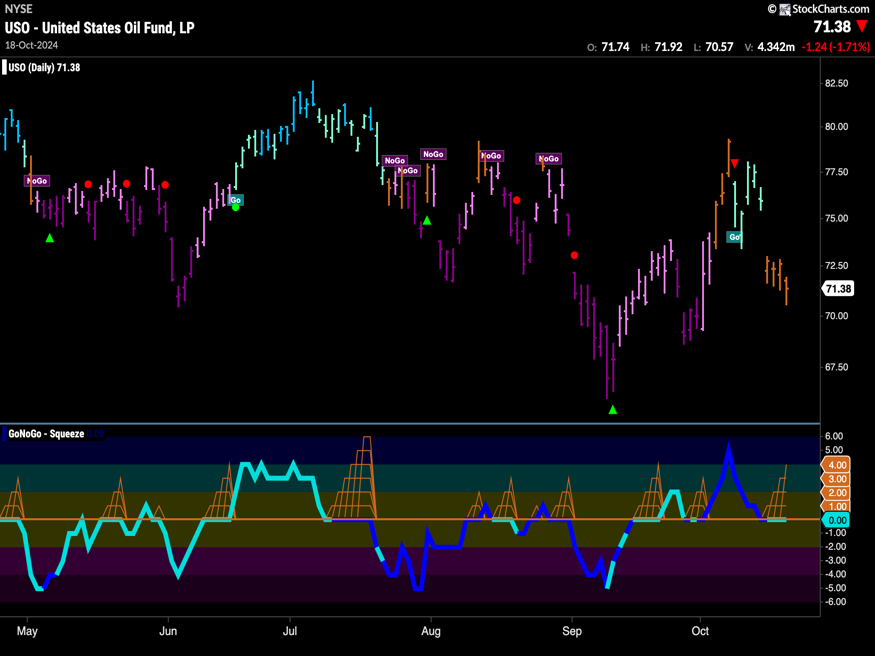 NYSE
© StockCharts.com
USO - United States Oil Fund, LP
71.38
18-Oct-2024
O: 71.74 H: 71.92 L: 70.57 V: 4.342m -1.24 (-1.71%)
USO (Daily) 71.38
82.50
80.00
77.50
75.00
72.50
71.38
70.00
67.50
NoGo
Go
NoGo
NoGo
NoGo
NoGo
NoGo
Go
GoNoGo - Squeeze 0.00
6.00
5.00
4.00
3.00
2.00
1.00
0.00
-1.00
-2.00
-3.00
-4.00
-5.00
-6.00
May Jun Jul Aug Sep Oct